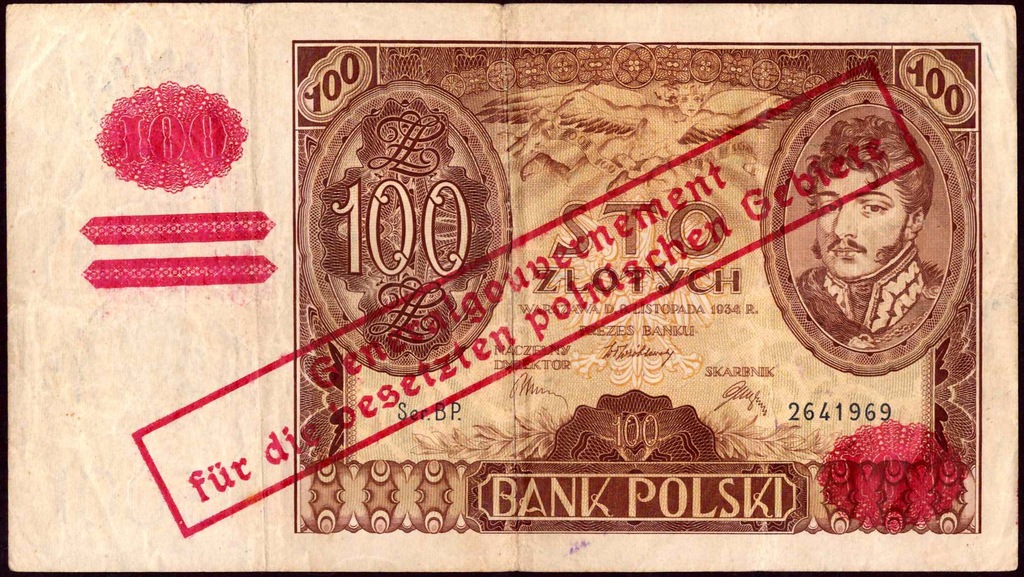 100
100
100
100
STO
ZŁOTYCH
WARSZAWA D. 9 LISTOPADA 1934 R.
PREZES BANKU
NACZELNY
DYREKTOR
SKARBNIK
Ser. BP.
2641969
100
BANK POLSKI
Generalgouvernement
für die besetzten polnischen Gebiete